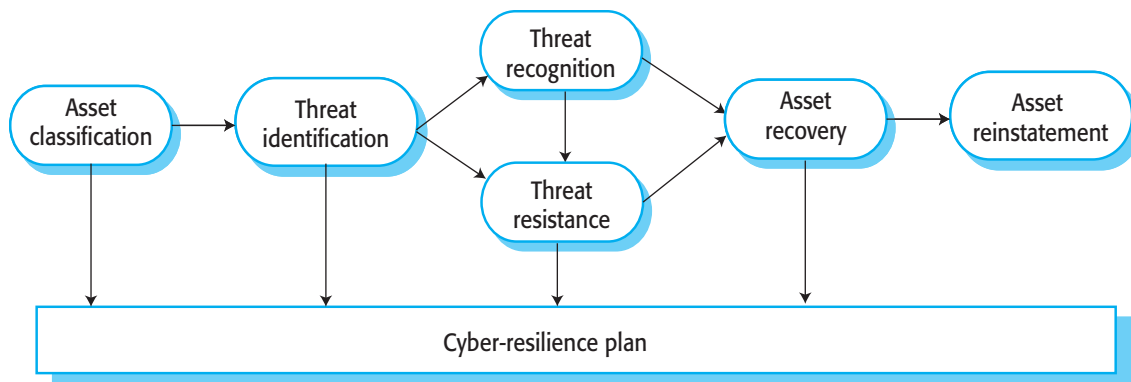 Asset
classification
Threat
identification
Threat
recognition
Threat
resistance
Asset
recovery
Asset
reinstatement
Cyber-resilience plan